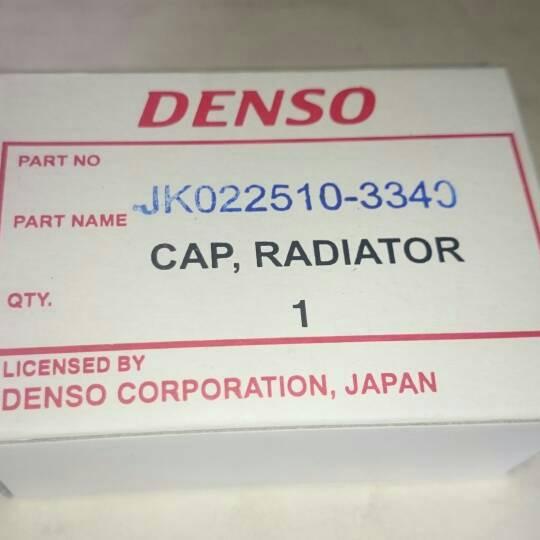 DENSO
PART NO
JK022510-3340
PART NAME
CAP, RADIATOR
QTY.
1
LICENSED BY
DENSO CORPORATION, JAPAN